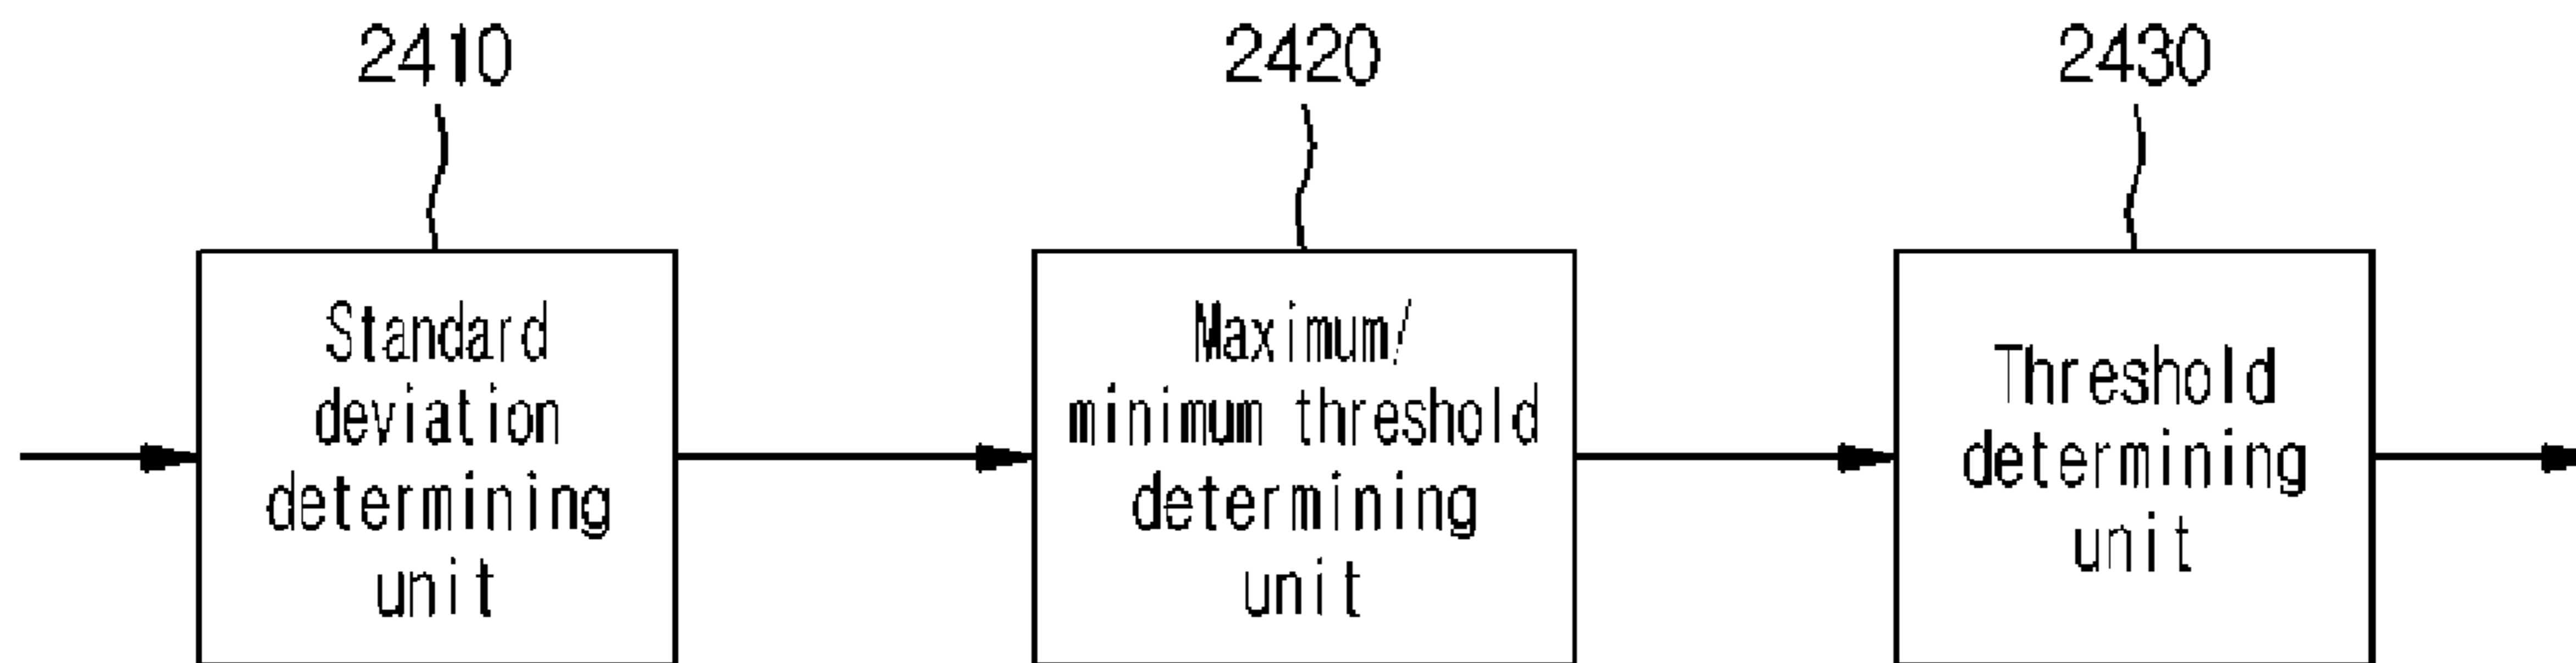 2410
2420
2430
Standard
deviation
determining
unit
Maximum/
minimum threshold
determining
unit
Threshold
determining
unit